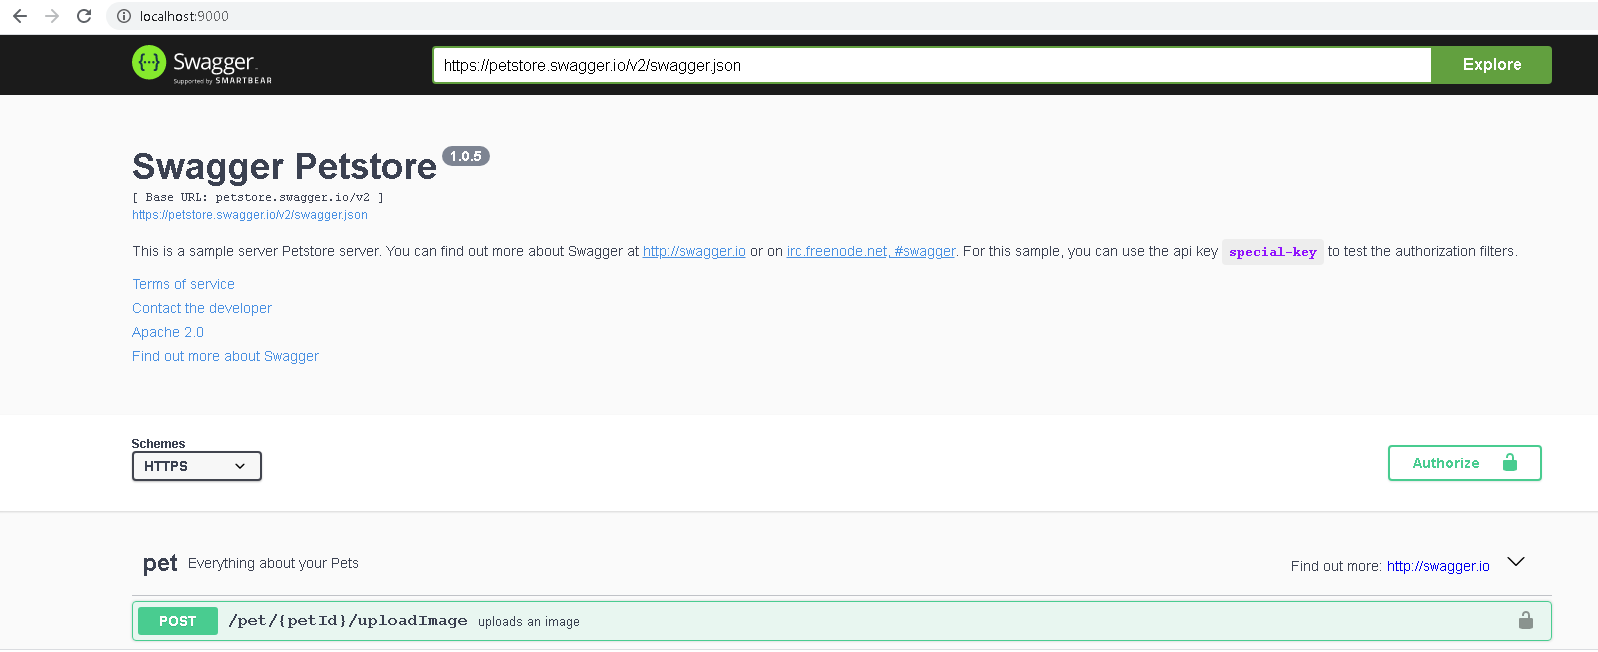 localhost:9000
Swagger
Supported by SMARTBEAR
https://petstore.swagger.io/v2/swagger.json
Explore
Swagger Petstore 1.0.5
[ Base URL: petstore.swagger.io/v2 ]
https://petstore.swagger.io/v2/swagger.json
This is a sample server Petstore server. You can find out more about Swagger at http://swagger.io or on irc.freenode.net, #swagger. For this sample, you can use the api key special-key to test the authorization filters.
Terms of service
Contact the developer
Apache 2.0
Find out more about Swagger
Schemes
HTTPS
Authorize
pet Everything about your Pets
Find out more: http://swagger.io
POST /pet/{petId}/uploadImage uploads an image